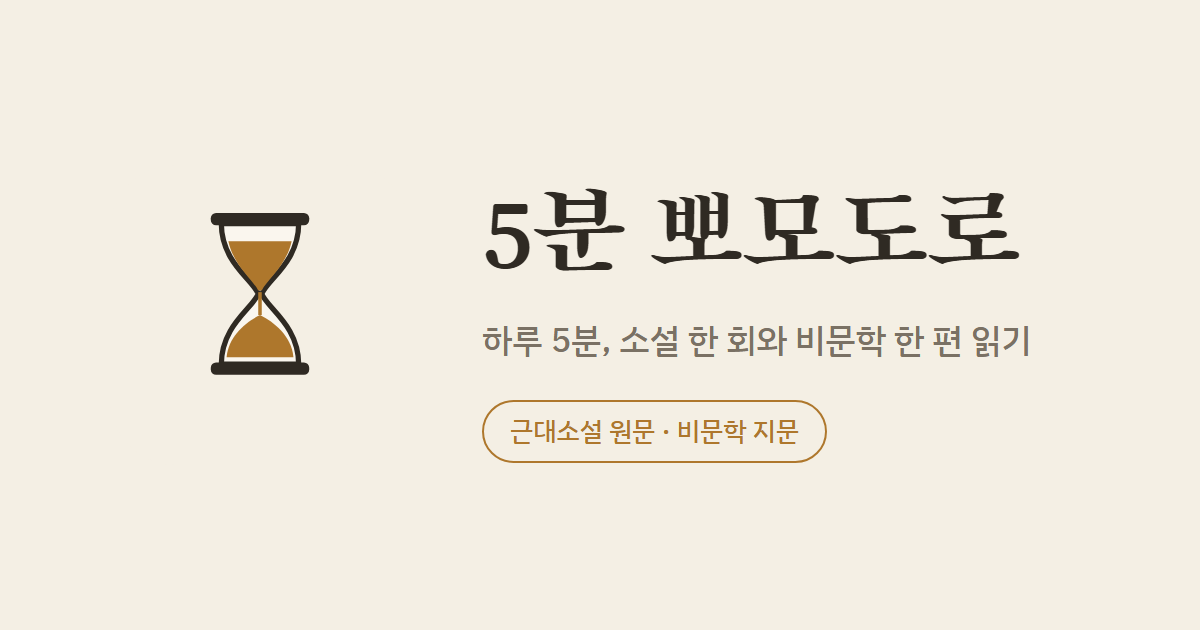 5분 뽀모도로
하루 5분, 소설 한 회와 비문학 한 편 읽기
근대소설 원문 · 비문학 지문